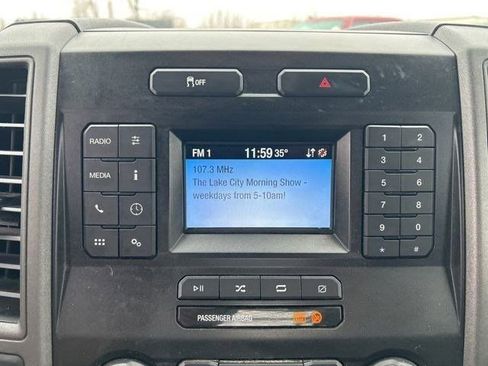 OFF
FM 1 11:59 35°
107.3 MHz
The Lake City Morning Show -
weekdays from 5-10am!
RADIO
MEDIA
1 2
3 4
5 6
7 8
9 0
* #
PASSENGER AIRBAG